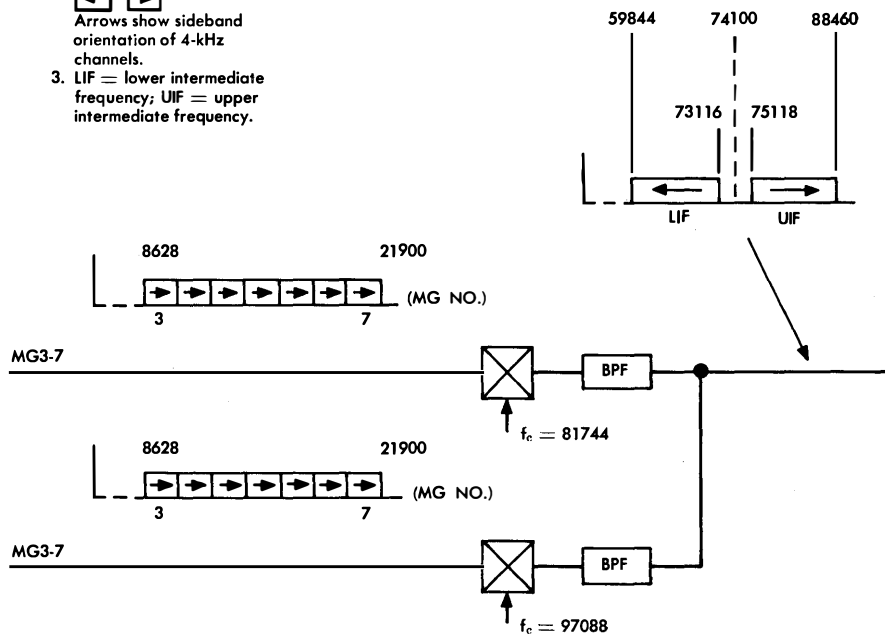 Arrows show sideband
orientation of 4-kHz
channels.
3. LIF = lower intermediate
frequency; UIF = upper
intermediate frequency.
59844 74100 88460
73116 75118
LIF UIF
8628 21900
(MG NO.)
3 7
MG3-7
BPF
fc = 81744
8628 21900
(MG NO.)
3 7
MG3-7
BPF
fc = 97088